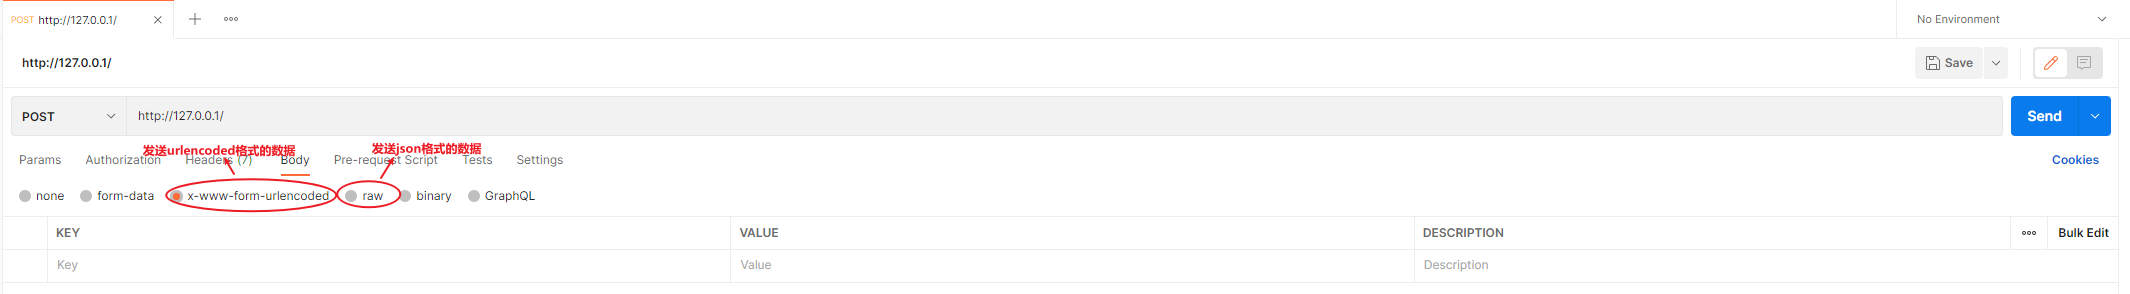 POST http://127.0.0.1/
No Environment
http://127.0.0.1/
Save
POST http://127.0.0.1/ Send
发送urlencoded格式的数据 发送json格式的数据
Params Authorization Headers (7) Body Pre-request Script Tests Settings Cookies
none form-data x-www-form-urlencoded raw binary GraphQL
KEY VALUE DESCRIPTION Bulk Edit
Key Value Description